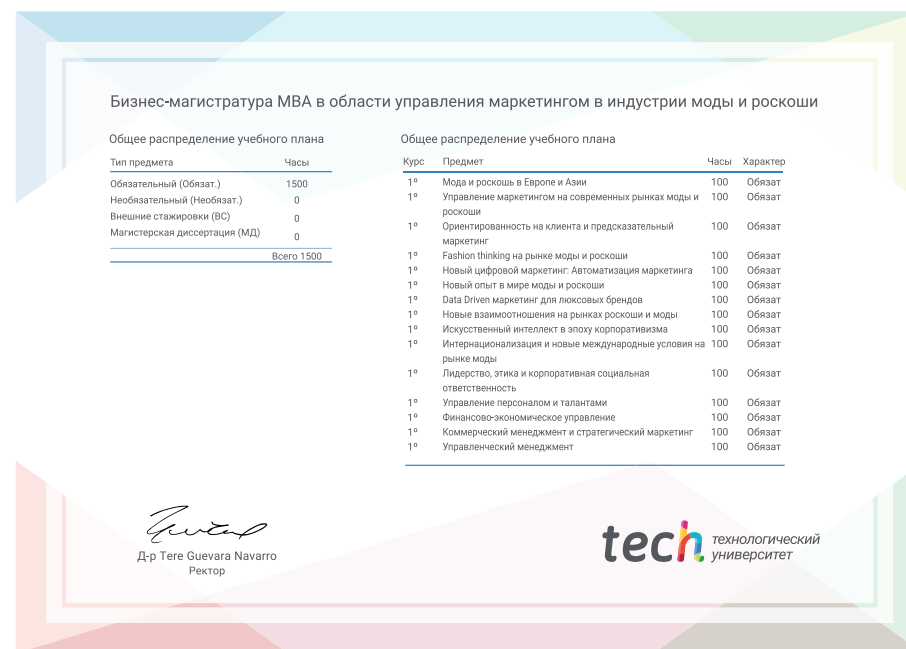 Бизнес-магистратура MBA в области управления маркетингом в индустрии моды и роскоши
Общее распределение учебного плана
Тип предмета Часы
Обязательный (Обязат.) 1500
Необязательный (Необязат.) 0
Внешние стажировки (ВС) 0
Магистерская диссертация (МД) 0
Всего 1500
Общее распределение учебного плана
Курс Предмет Часы Характер
1º Мода и роскошь в Европе и Азии 100 Обязат
1º Управление маркетингом на современных рынках моды и 100 Обязат
роскоши
1º Ориентированность на клиента и предсказательный 100 Обязат
маркетинг
1º Fashion thinking на рынке моды и роскоши 100 Обязат
1º Новый цифровой маркетинг: Автоматизация маркетинга 100 Обязат
1º Новый опыт в мире моды и роскоши 100 Обязат
1º Data Driven маркетинг для люксовых брендов 100 Обязат
1º Новые взаимоотношения на рынках роскоши и моды 100 Обязат
1º Искусственный интеллект в эпоху корпоративизма 100 Обязат
1º Интернационализация и новые международные условия на 100 Обязат
рынке моды
1º Лидерство, этика и корпоративная социальная 100 Обязат
ответственность
1º Управление персоналом и талантами 100 Обязат
1º Финансово-экономическое управление 100 Обязат
1º Коммерческий менеджмент и стратегический маркетинг 100 Обязат
1º Управленческий менеджмент 100 Обязат
Д-р Tere Guevara Navarro
Ректор
tech технологический
университет